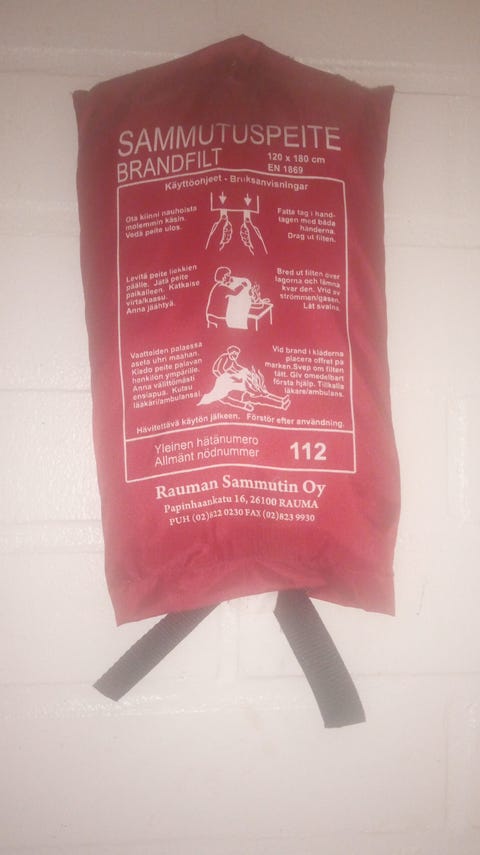 SAMMUTUSPEITE
BRANDFILT
120 x 180 cm
EN 1869
Käyttöohjeet - Bruksanvisningar
Ota kiinni nauhoista
molemmin käsin.
Vedä peite ulos.
Fatta tag i hand-
tagen med båda
händerna.
Drag ut filten.
Levitä peite liekkien
päälle. Jätä peite
paikalleen. Katkaise
virta/kaasu.
Anna jäähtyä.
Bred ut filten över
lagorna och lämna
kvar den. Vrid av
strömmen/gasen.
Låt svalna.
Vaatteiden palaessa
aseta uhri maahan.
Kiedo peite palavan
henkilön ympärille.
Anna välittömästi
ensiapua. Kutsu
lääkäri/ambulanssi.
Vid brand i kläderna
placera offret på
marken. Svep om filten
tätt. Giv omedelbart
första hjälp. Tillkalla
läkare/ambulans.
Hävitettävä käytön jälkeen. Förstör efter användning.
Yleinen hätänumero
Allmänt nödnummer
112
Rauman Sammutin Oy
Papinhaankatu 16, 26100 RAUMA
PUH (02)822 0230 FAX (02)823 9930